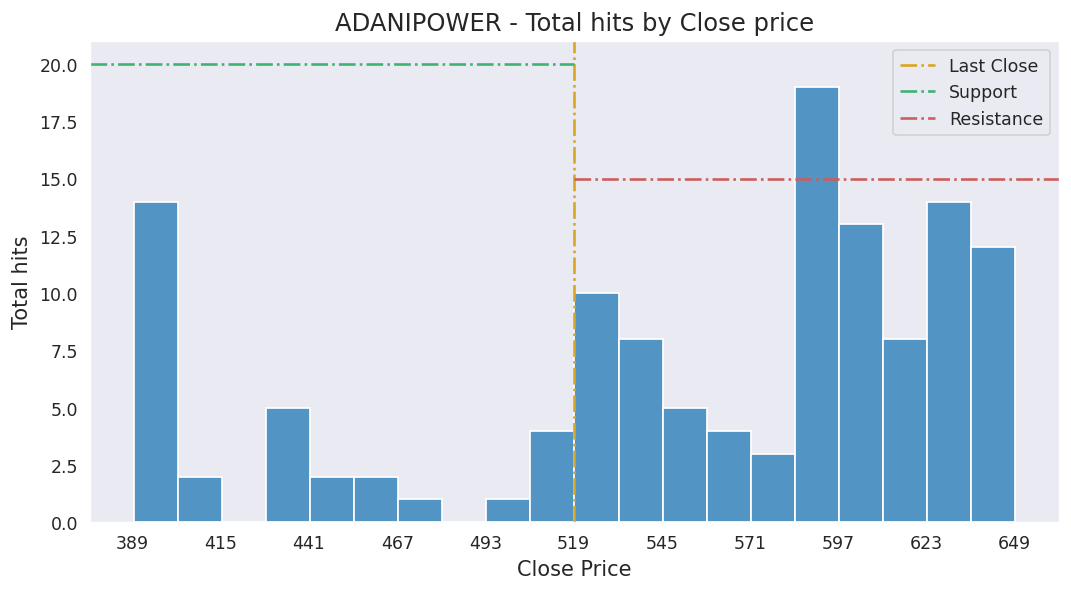 ADANIPOWER - Total hits by Close price
Last Close
Support
Resistance
Total hits
20.0
17.5
15.0
12.5
10.0
7.5
5.0
2.5
0.0
389 415 441 467 493 519 545 571 597 623 649
Close Price